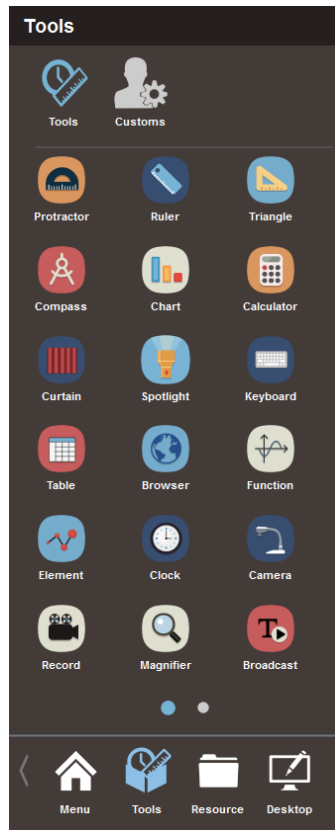 Tools
Tools Customs
Protractor Ruler Triangle
Compass Chart Calculator
Curtain Spotlight Keyboard
Table Browser Function
Element Clock Camera
Record Magnifier Broadcast
Menu Tools Resource Desktop